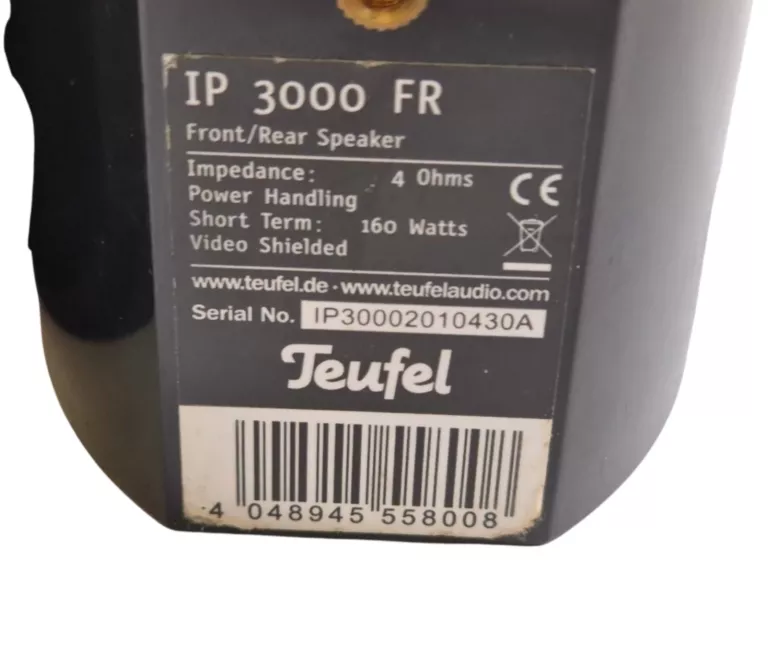 IP 3000 FR
Front/Rear Speaker
Impedance: 4 Ohms
Power Handling
Short Term: 160 Watts
Video Shielded
CE
www.teufel.de · www.teufelaudio.com
Serial No. IP30002010430A
Teufel
4 048945 558008